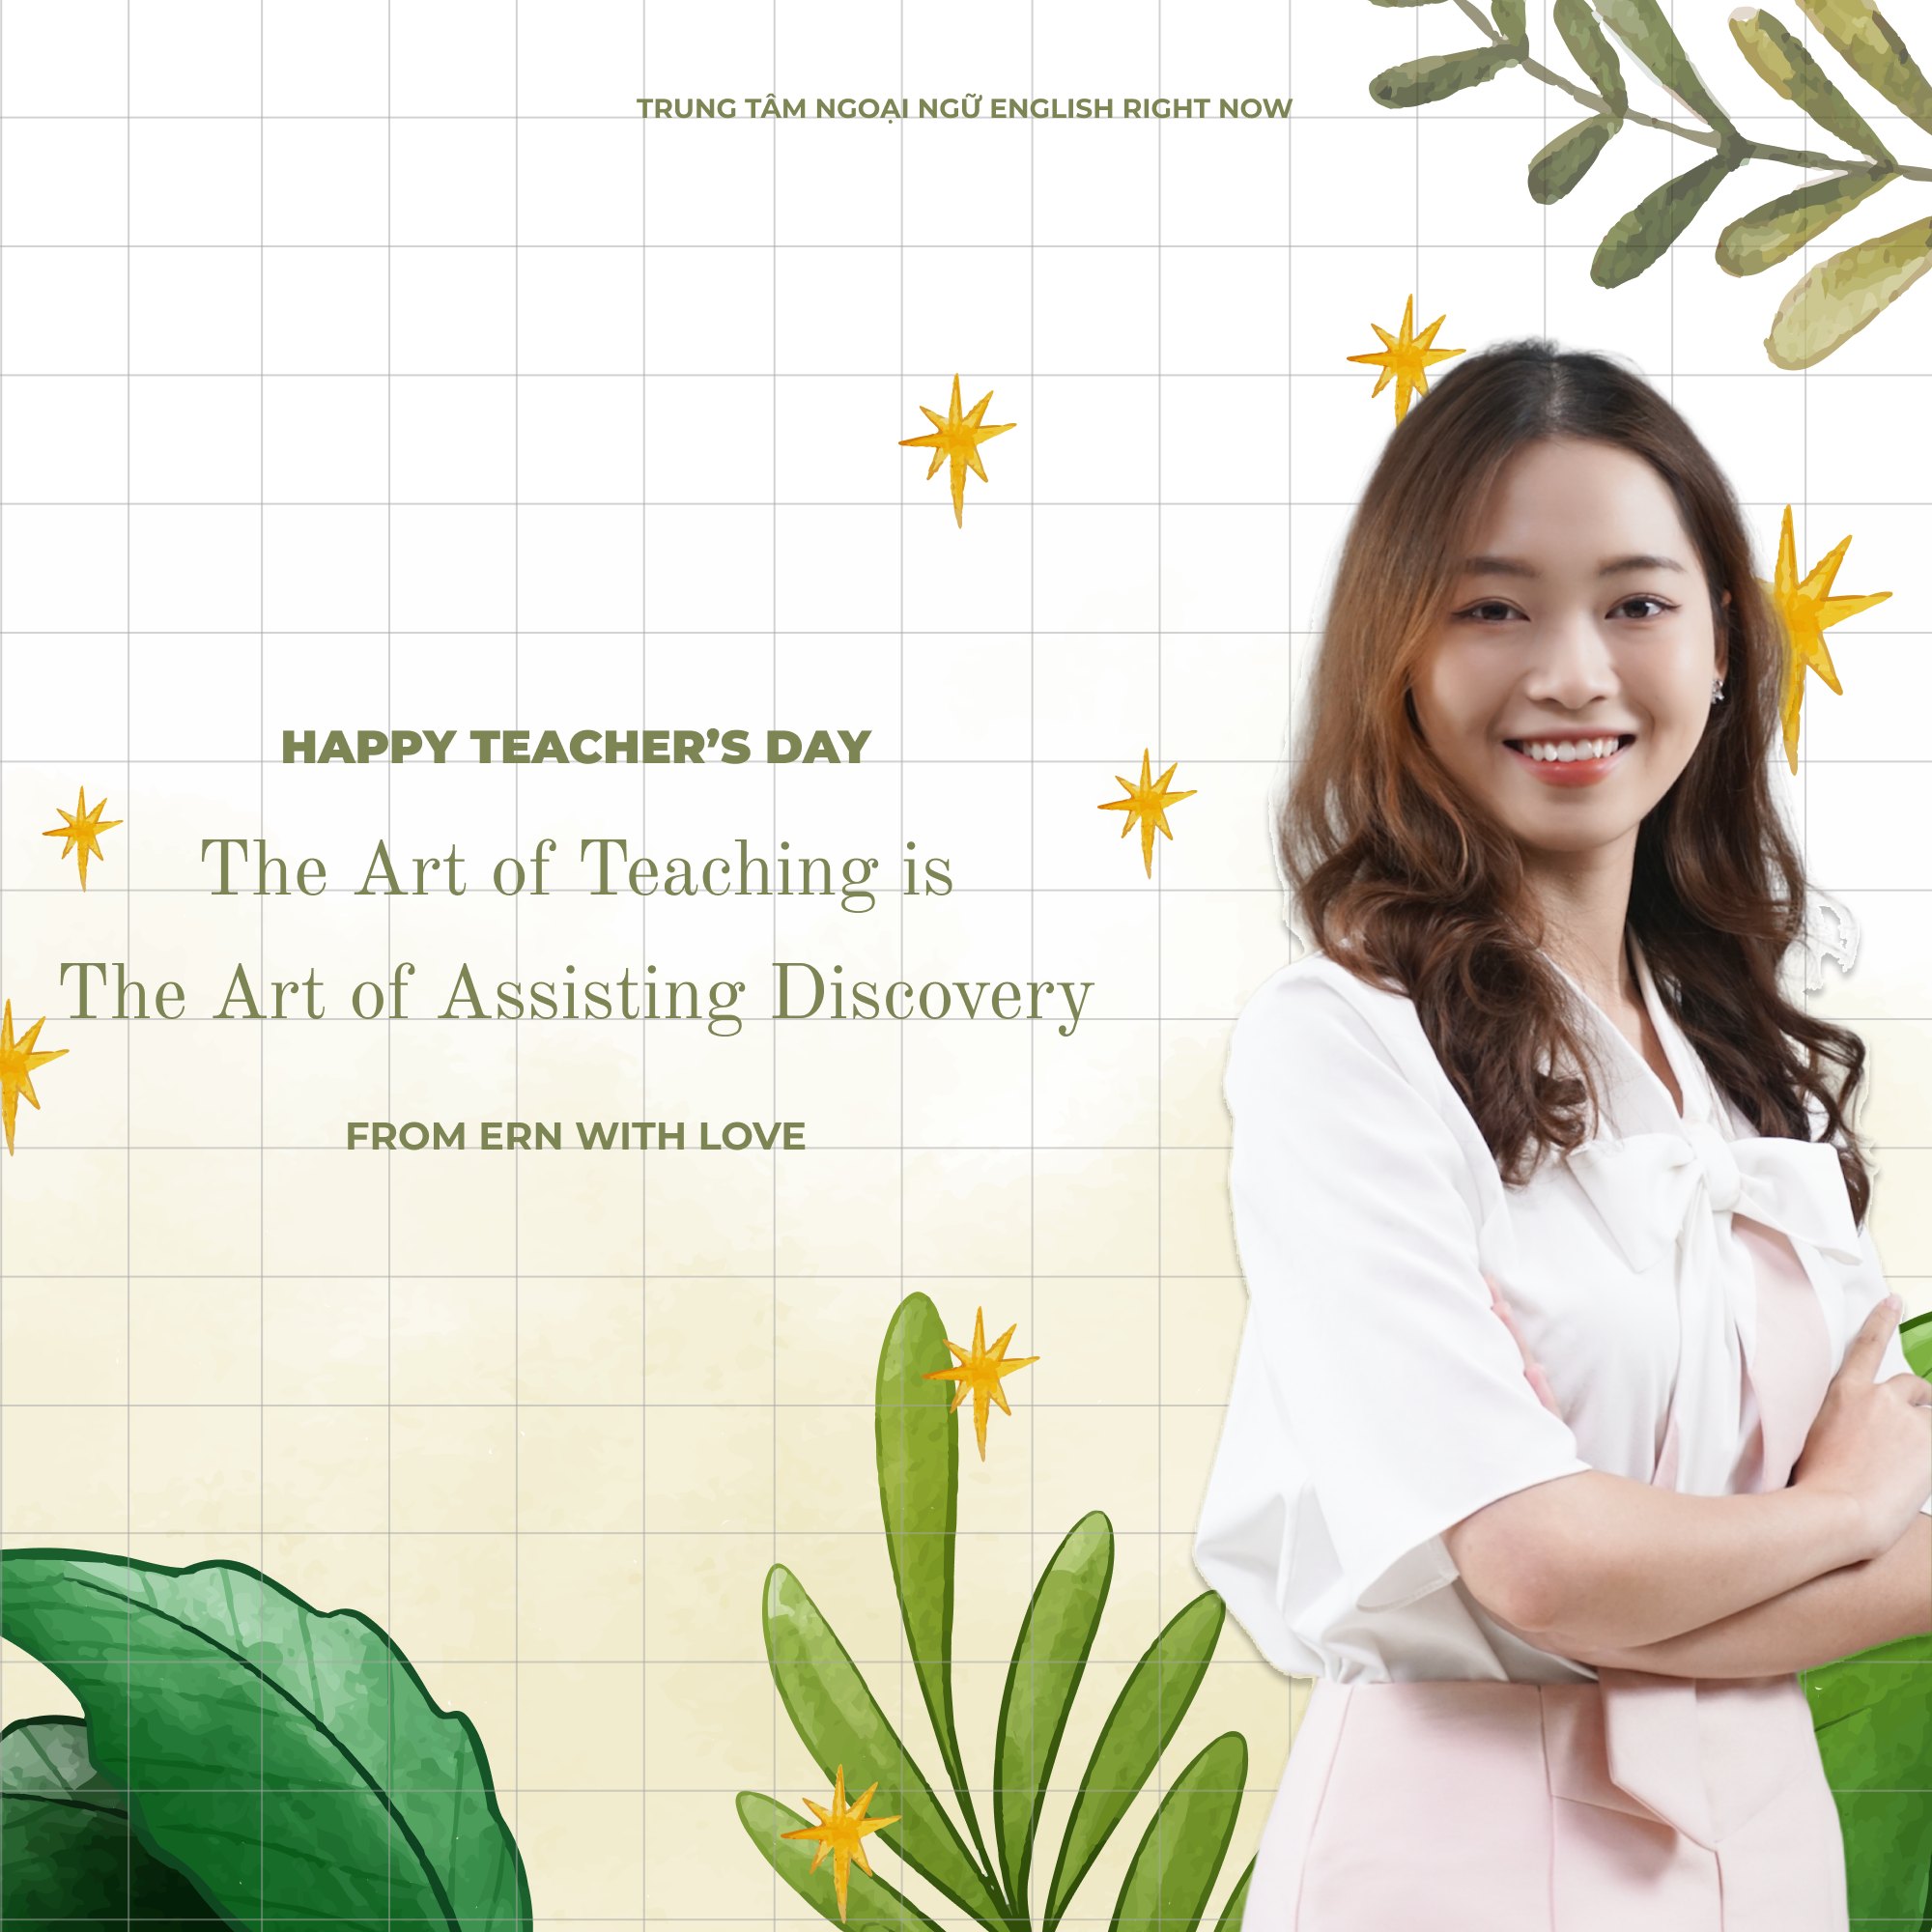 TRUNG TÂM NGOẠI NGỮ ENGLISH RIGHT NOW
HAPPY TEACHER’S DAY
The Art of Teaching is
The Art of Assisting Discovery
FROM ERN WITH LOVE